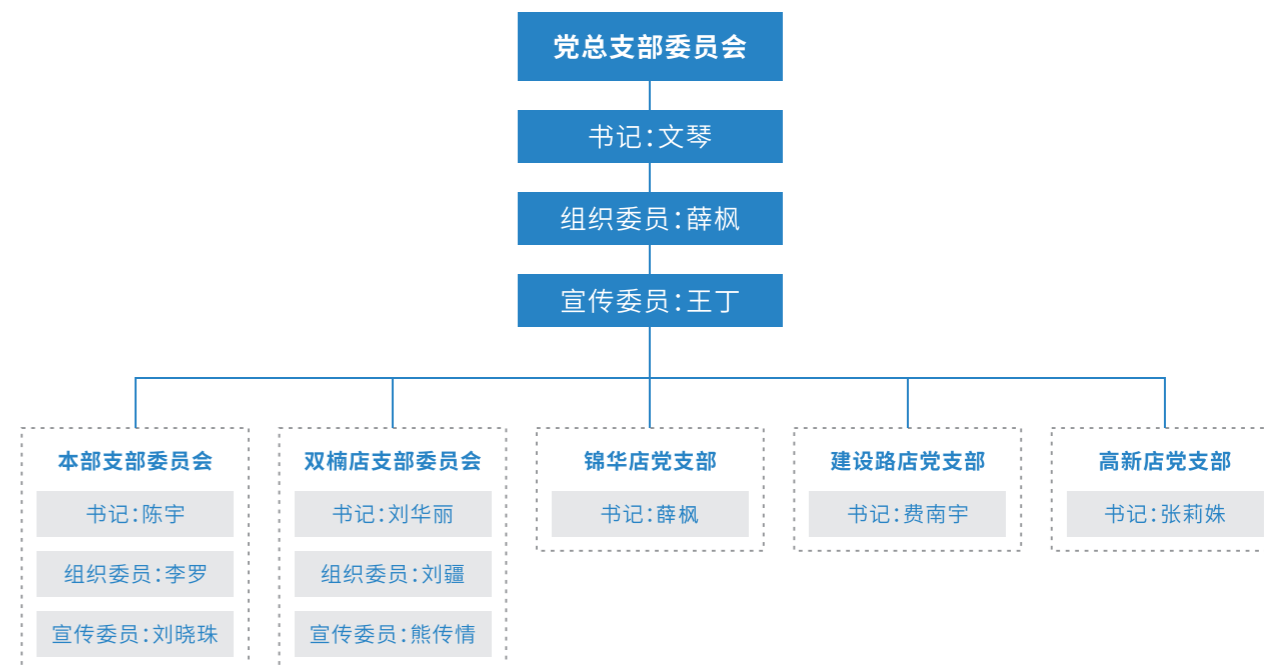 党总支部委员会
书记:文琴
组织委员:薛枫
宣传委员:王丁
本部支部委员会
书记:陈宇
组织委员:李罗
宣传委员:刘晓珠
双楠店支部委员会
书记:刘华丽
组织委员:刘疆
宣传委员:熊传情
锦华店党支部
书记:薛枫
建设路店党支部
书记:费南宇
高新店党支部
书记:张莉姝